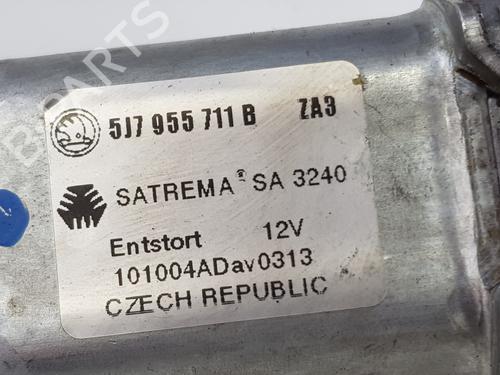 5J7 955 711 B ZA3
SATREMA® SA 3240
Entstort 12V
101004ADav0313
CZECH REPUBLIC